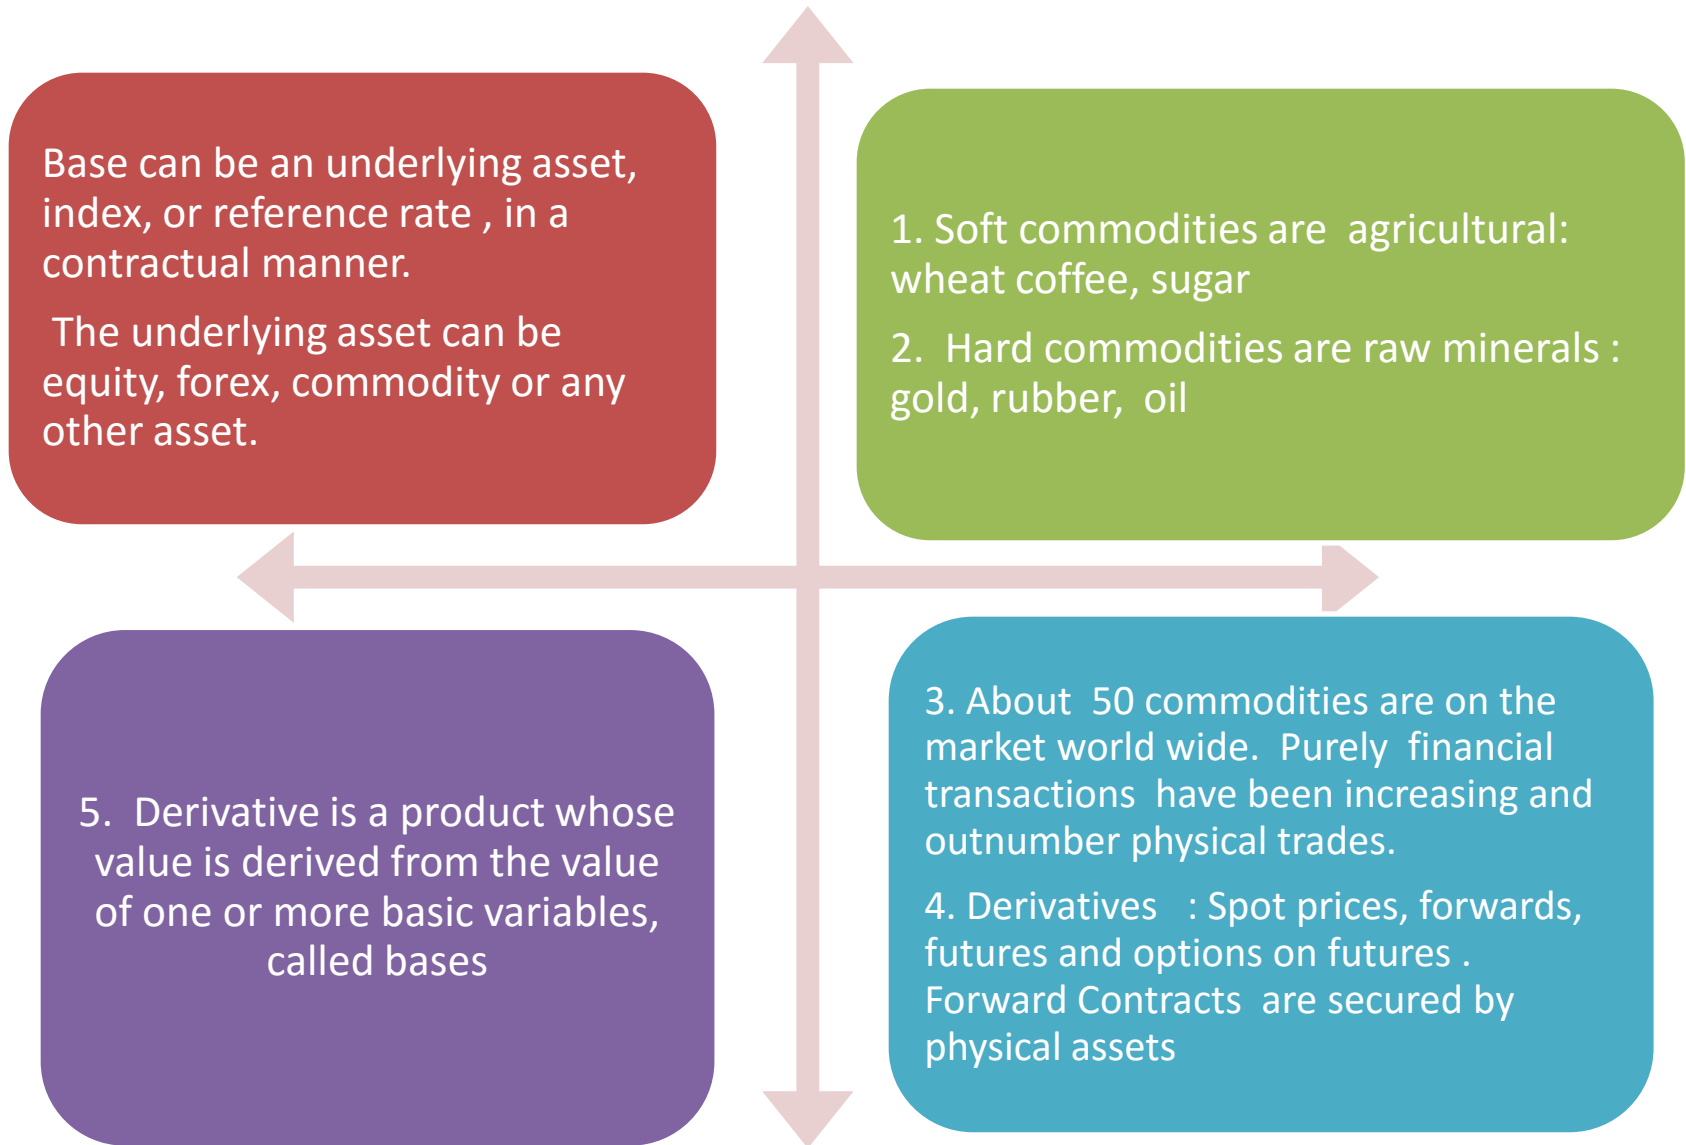 Base can be an underlying asset,
index, or reference rate , in a
contractual manner.
The underlying asset can be
equity, forex, commodity or any
other asset.
1. Soft commodities are  agricultural:
wheat coffee, sugar
2.  Hard commodities are raw minerals :
gold, rubber,  oil
5.  Derivative is a product whose
value is derived from the value
of one or more basic variables,
called bases
3. About  50 commodities are on the
market world wide.  Purely  financial
transactions  have been increasing and
outnumber physical trades.
4. Derivatives   : Spot prices, forwards,
futures and options on futures .
Forward Contracts  are secured by
physical assets